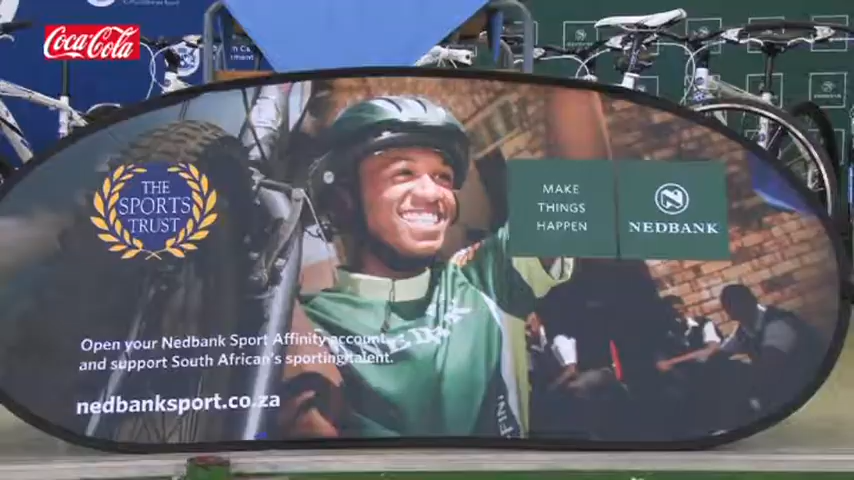 Coca-Cola
THE
SPORTS
TRUST
MAKE
THINGS
HAPPEN
NEDBANK
Open your Nedbank Sport Affinity account
and support South African's sporting talent.
nedbanksport.co.za